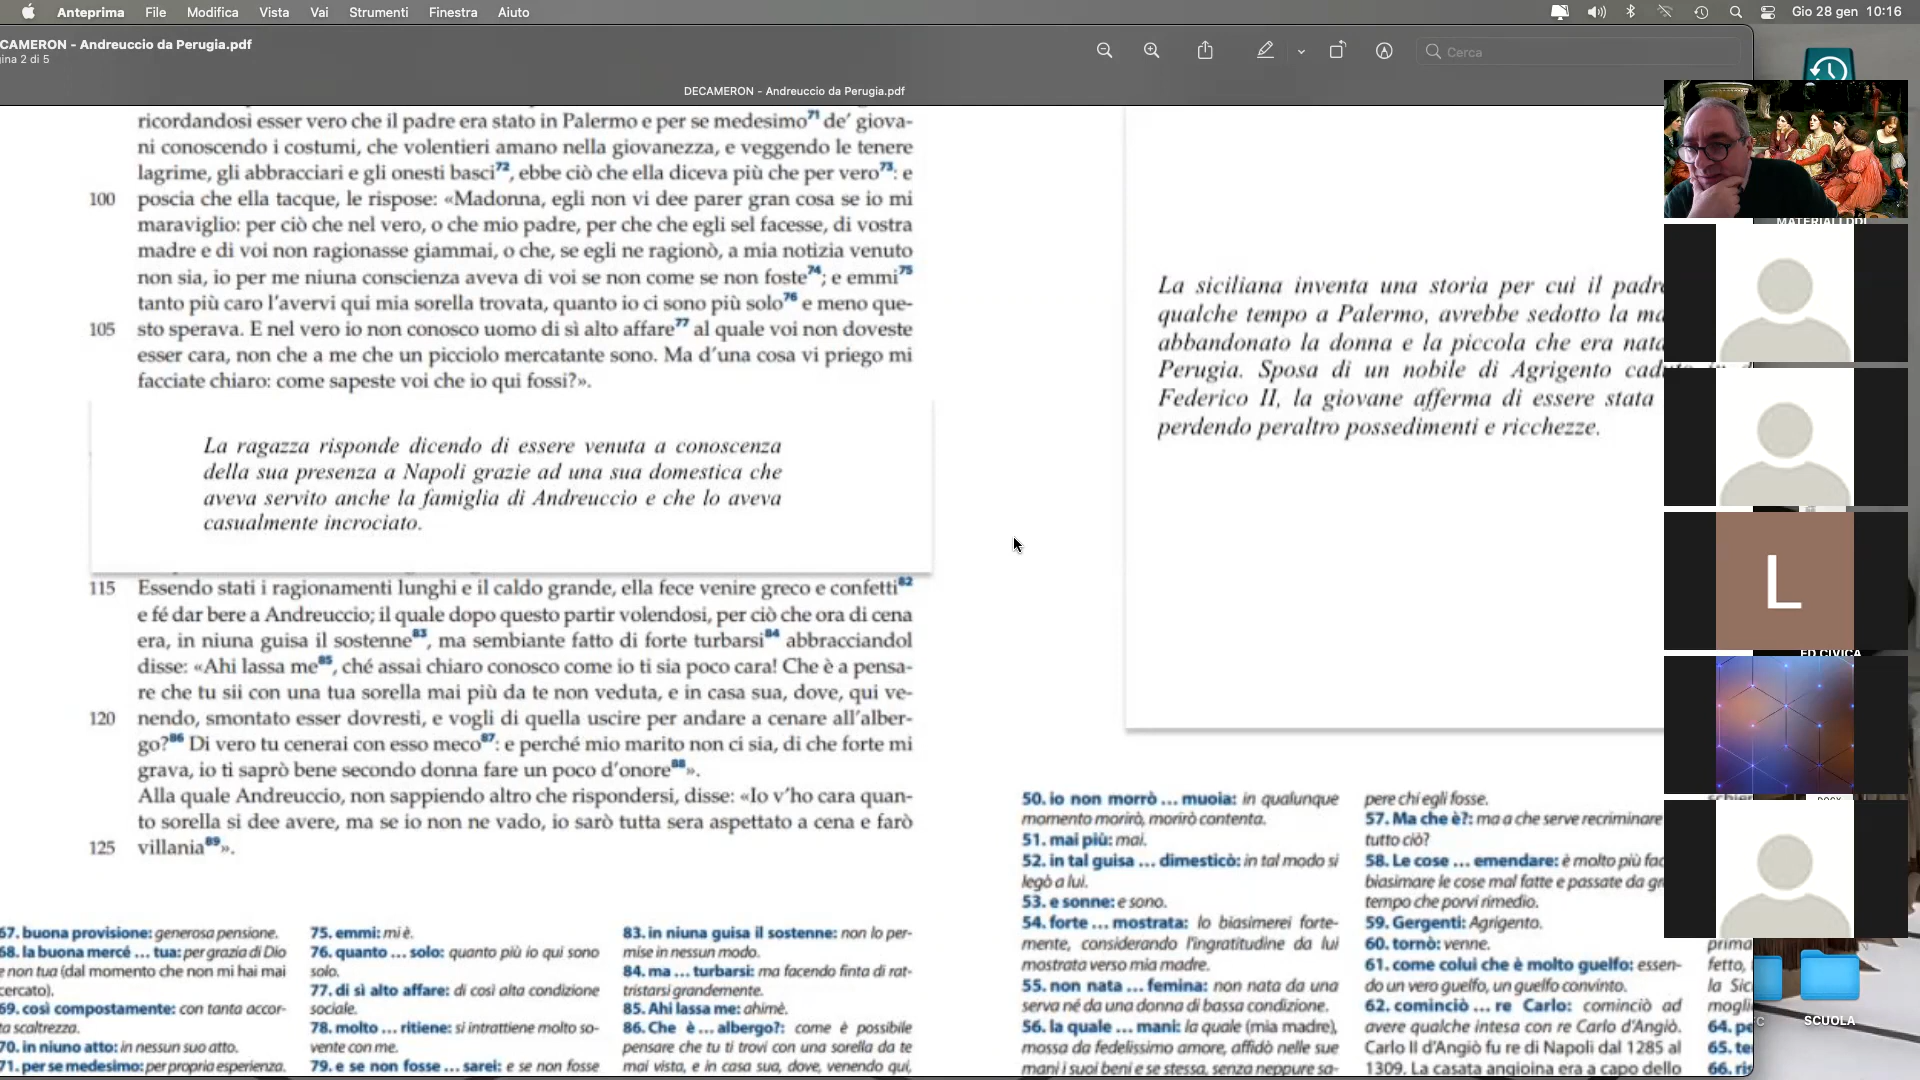 Anteprima File Modifica Vista Vai Strumenti Finestra Aiuto
Gio 28 gen 10:16
CAMERON - Andreuccio da Perugia.pdf
gina 2 di 5
Cerca
DECAMERON - Andreuccio da Perugia.pdf
ricordandosi esser vero che il padre era stato in Palermo e per se medesimo71 de' giova-
ni conoscendo i costumi, che volentieri amano nella giovanezza, e veggendo le tenere
lagrime, gli abbracciari e gli onesti basci72, ebbe ciò che ella diceva più che per vero73: e
100 poscia che ella tacque, le rispose: «Madonna, egli non vi dee parer gran cosa se io mi
maraviglio: per ciò che nel vero, o che mio padre, per che che egli sel facesse, di vostra
madre e di voi non ragionasse giammai, o che, se egli ne ragionò, a mia notizia venuto
non sia, io per me niuna conscienza aveva di voi se non come se non foste74; e emmi75
tanto più caro l'avervi qui mia sorella trovata, quanto io ci sono più solo76 e meno que-
105 sto sperava. E nel vero io non conosco uomo di sì alto affare77 al quale voi non doveste
esser cara, non che a me che un picciolo mercatante sono. Ma d'una cosa vi priego mi
facciate chiaro: come sapeste voi che io qui fossi?».
La ragazza risponde dicendo di essere venuta a conoscenza
della sua presenza a Napoli grazie ad una sua domestica che
aveva servito anche la famiglia di Andreuccio e che lo aveva
casualmente incrociato.
115 Essendo stati i ragionamenti lunghi e il caldo grande, ella fece venire greco e confetti82
e fé dar bere a Andreuccio; il quale dopo questo partir volendosi, per ciò che ora di cena
era, in niuna guisa il sostenne83, ma sembiante fatto di forte turbarsi84 abbracciandol
disse: «Ahi lassa me85, ché assai chiaro conosco come io ti sia poco cara! Che è a pensa-
re che tu sii con una tua sorella mai più da te non veduta, e in casa sua, dove, qui ve-
120 nendo, smontato esser dovresti, e vogli di quella uscire per andare a cenare all'alber-
go?86 Di vero tu cenerai con esso meco87: e perché mio marito non ci sia, di che forte mi
grava, io ti saprò bene secondo donna fare un poco d'onore88».
Alla quale Andreuccio, non sappiendo altro che rispondersi, disse: «Io v'ho cara quan-
to sorella si dee avere, ma se io non ne vado, io sarò tutta sera aspettato a cena e farò
125 villania89».
67. buona provisione: generosa pensione.
68. la buona mercé ... tua: per grazia di Dio
e non tua (dal momento che non mi hai mai
cercato).
69. così compostamente: con tanta accor-
ta scaltrezza.
70. in niuno atto: in nessun suo atto.
71. per se medesimo: per propria esperienza.
75. emmi: mi è.
76. quanto ... solo: quanto più io qui sono
solo.
77. di sì alto affare: di così alta condizione
sociale.
78. molto ... ritiene: si intrattiene molto so-
vente con me.
79. e se non fosse ... sarei: e se non fosse
83. in niuna guisa il sostenne: non lo per-
mise in nessun modo.
84. ma ... turbarsi: ma facendo finta di rat-
tristarsi grandemente.
85. Ahi lassa me: ahimè.
86. Che è ... albergo?: come è possibile
pensare che tu ti trovi con una sorella da te
mai vista, e in casa sua, dove, venendo qui,
La siciliana inventa una storia per cui il padre
qualche tempo a Palermo, avrebbe sedotto la ma
abbandonato la donna e la piccola che era nata
Perugia. Sposa di un nobile di Agrigento caduto in d
Federico II, la giovane afferma di essere stata
perdendo peraltro possedimenti e ricchezze.
50. io non morrò ... muoia: in qualunque
momento morirò, morirò contenta.
51. mai più: mai.
52. in tal guisa ... dimesticò: in tal modo si
legò a lui.
53. e sonne: e sono.
54. forte ... mostrata: lo biasimerei forte-
mente, considerando l'ingratitudine da lui
mostrata verso mia madre.
55. non nata ... femina: non nata da una
serva né da una donna di bassa condizione.
56. la quale ... mani: la quale (mia madre),
mossa da fedelissimo amore, affidò nelle sue
mani i suoi beni e se stessa, senza neppure sa-
pere chi egli fosse.
57. Ma che è?: ma a che serve recriminare
tutto ciò?
58. Le cose ... emendare: è molto più fac
biasimare le cose mal fatte e passate da gr
tempo che porvi rimedio.
59. Gergenti: Agrigento.
60. tornò: venne.
61. come colui che è molto guelfo: essen-
do un vero guelfo, un guelfo convinto.
62. cominciò ... re Carlo: cominciò ad
avere qualche intesa con re Carlo d'Angiò.
Carlo II d'Angiò fu re di Napoli dal 1285 al
1309. La casata angioina era a capo dello
prima
fetto,
la Sic
mogli
64. pe
65. te
66. ris
MATERIALI DDI
L
ED CIVICA
SCUOLA